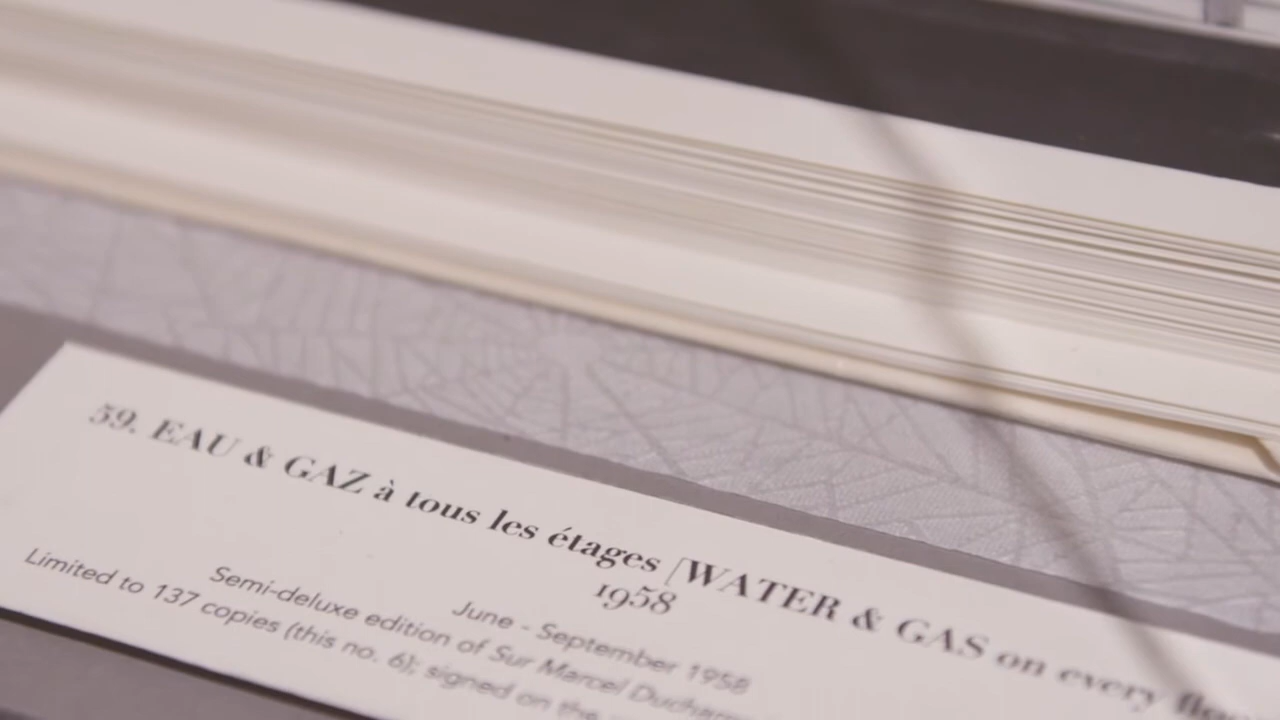 59. EAU & GAZ à tous les étages [WATER & GAS on every
1958
June - September 1958
Semi-deluxe edition of Sur Marcel
Limited to 137 copies (this no. 6); signed on the